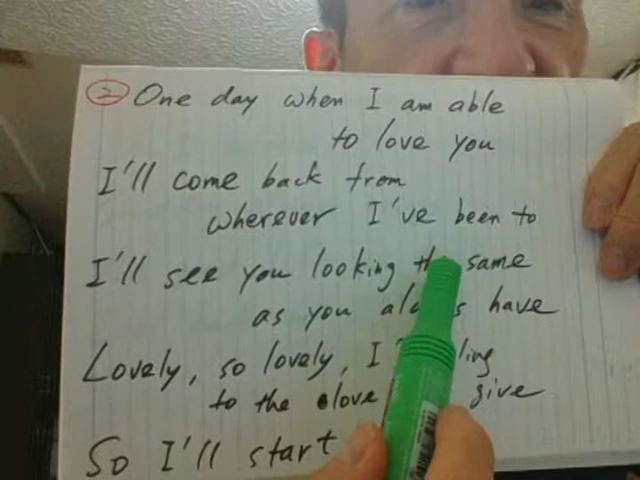 2 One day when I am able
to love you
I'll come back from
wherever I've been to
I'll see you looking same
as you have
Lovely, so lovely,
to the love give
So I'll start